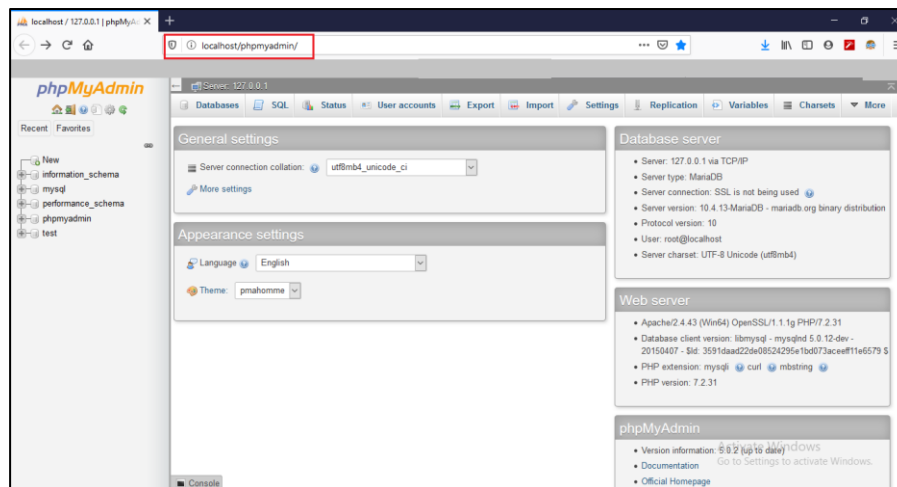 localhost / 127.0.0.1 | phpMyAd
localhost/phpmyadmin/
phpMyAdmin
Recent Favorites
New
information_schema
mysql
performance_schema
phpmyadmin
test
Server: 127.0.0.1
Databases SQL Status User accounts Export Import Settings Replication Variables Charsets More
General settings
Server connection collation: utf8mb4_unicode_ci
More settings
Appearance settings
Language English
Theme: pmahomme
Database server
Server: 127.0.0.1 via TCP/IP
Server type: MariaDB
Server connection: SSL is not being used
Server version: 10.4.13-MariaDB - mariadb.org binary distribution
Protocol version: 10
User: root@localhost
Server charset: UTF-8 Unicode (utf8mb4)
Web server
Apache/2.4.43 (Win64) OpenSSL/1.1.1g PHP/7.2.31
Database client version: libmysql - mysqlnd 5.0.12-dev -
20150407 - $Id: 3591daad22de08524295e1bd073aceeff11e6579 $
PHP extension: mysqli curl mbstring
PHP version: 7.2.31
phpMyAdmin
Version information: 5.0.2 (up to date)
Activate Windows
Documentation
Go to Settings to activate Windows.
Official Homepage
Console